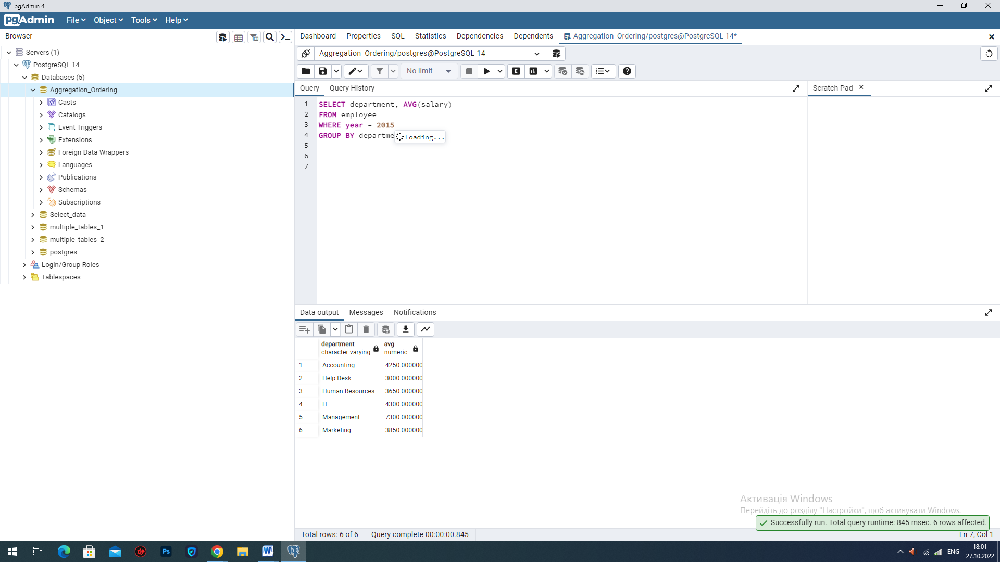 pgAdmin 4
pgAdmin File Object Tools Help
Browser
Dashboard Properties SQL Statistics Dependencies Dependents Aggregation_Ordering/postgres@PostgreSQL 14*
Servers (1)
PostgreSQL 14
Databases (5)
Aggregation_Ordering
Casts
Catalogs
Event Triggers
Extensions
Foreign Data Wrappers
Languages
Publications
Schemas
Subscriptions
Select_data
multiple_tables_1
multiple_tables_2
postgres
Login/Group Roles
Tablespaces
Aggregation_Ordering/postgres@PostgreSQL 14
No limit
E
Query Query History
Scratch Pad
1 SELECT department, AVG(salary)
2 FROM employee
3 WHERE year = 2015
4 GROUP BY departme
Loading...
5
6
7
Data output Messages Notifications
department avg
character varying numeric
1 Accounting 4250.000000
2 Help Desk 3000.000000
3 Human Resources 3650.000000
4 IT 4300.000000
5 Management 7300.000000
6 Marketing 3850.000000
Активація Windows
Перейдіть до розділу "Настройки", щоб активувати Windows.
Successfully run. Total query runtime: 845 msec. 6 rows affected.
Total rows: 6 of 6 Query complete 00:00:00.845
Ln 7, Col 1
Ps
W
ENG
18:01
27.10.2022